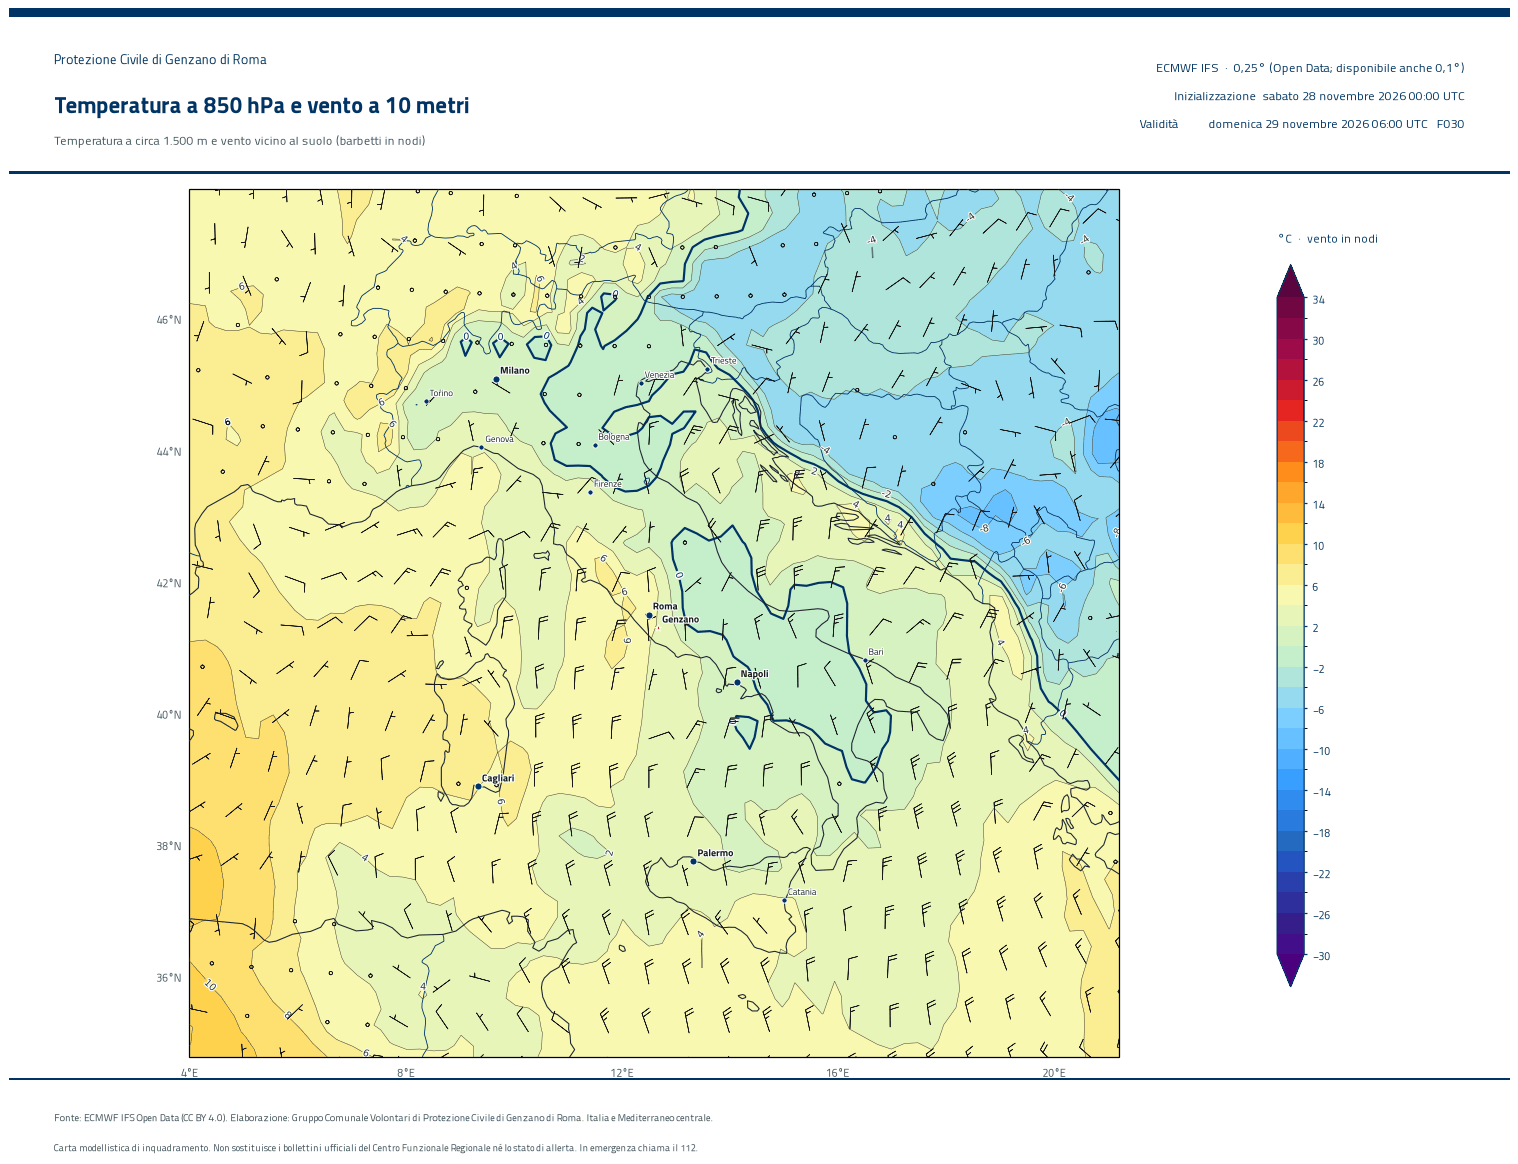 Protezione Civile di Genzano di Roma
Temperatura a 850 hPa e vento a 10 metri
Temperatura a circa 1.500 m e vento vicino al suolo (barbetti in nodi)
ECMWF IFS · 0,25° (Open Data; disponibile anche 0,1°)
Inizializzazione sabato 28 novembre 2026 00:00 UTC
Validità domenica 29 novembre 2026 06:00 UTC F030
°C · vento in nodi
34
30
26
22
18
14
10
6
2
−2
−6
−10
−14
−18
−22
−26
−30
46°N
44°N
42°N
40°N
38°N
36°N
4°E
8°E
12°E
16°E
20°E
Trieste
Milano
Venezia
Torino
Genova
Bologna
Firenze
Roma
Genzano
Bari
Napoli
Cagliari
Palermo
Catania
Fonte: ECMWF IFS Open Data (CC BY 4.0). Elaborazione: Gruppo Comunale Volontari di Protezione Civile di Genzano di Roma. Italia e Mediterraneo centrale.
Carta modellistica di inquadramento. Non sostituisce i bollettini ufficiali del Centro Funzionale Regionale né lo stato di allerta. In emergenza chiama il 112.